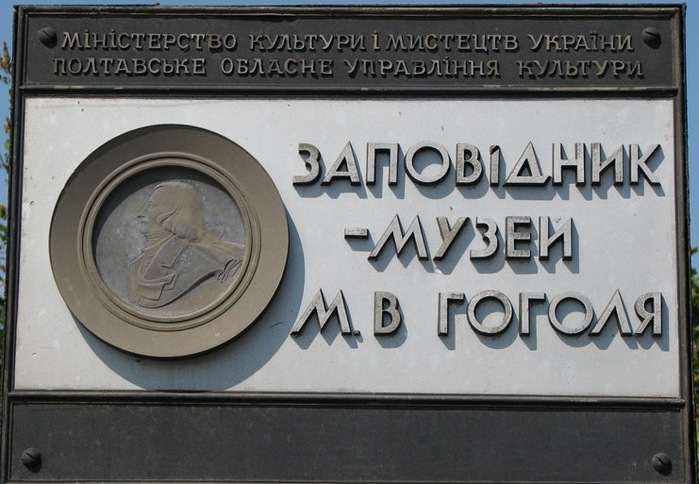 МІНІСТЕРСТВО КУЛЬТУРИ І МИСТЕЦТВ УКРАЇНИ
ПОЛТАВСЬКЕ ОБЛАСНЕ УПРАВЛІННЯ КУЛЬТУРИ
ЗАПОВіДНИК
-МУЗЕЙ
М. В ГОГОЛЯ